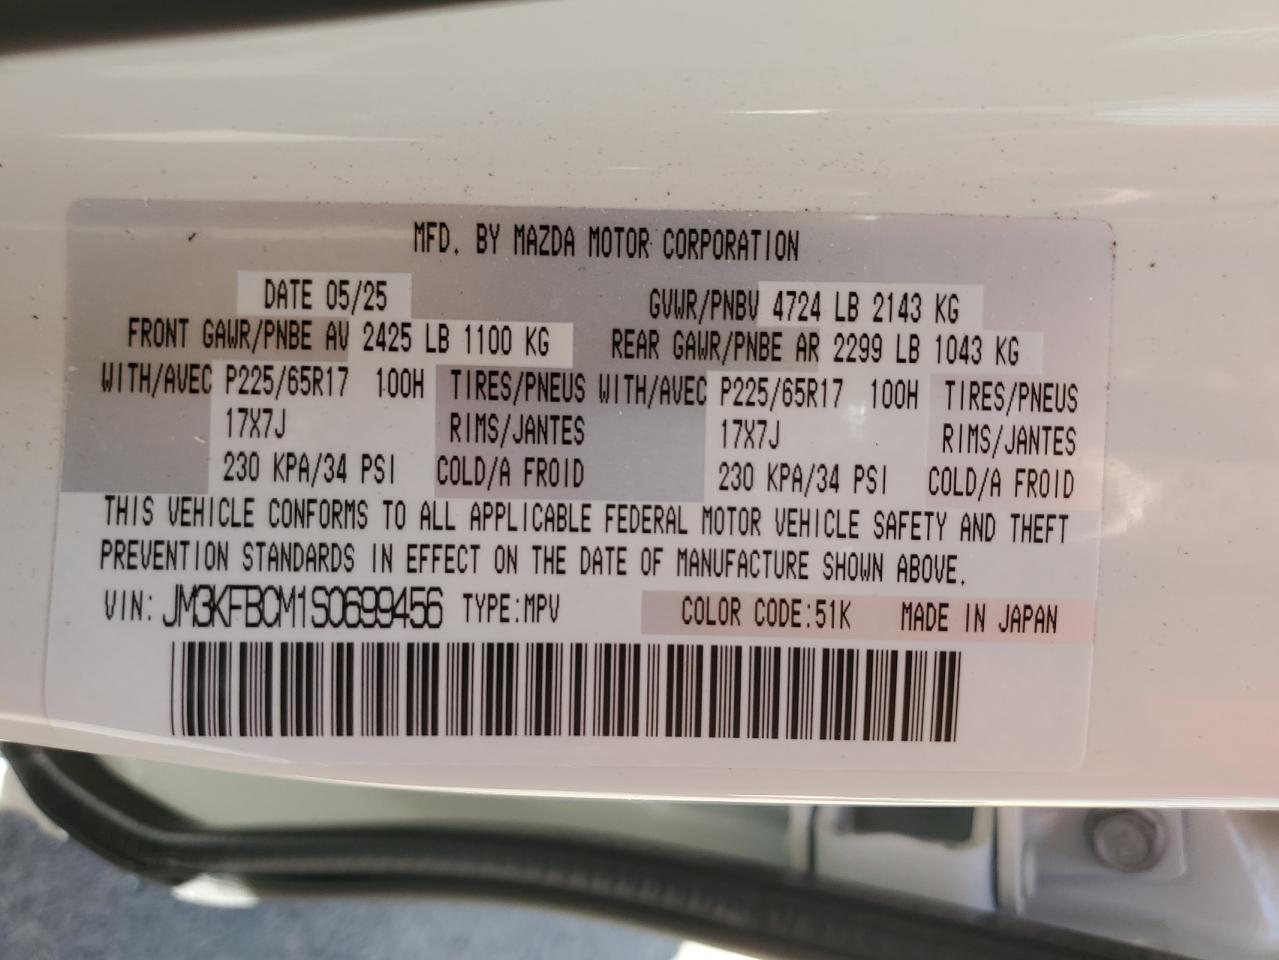 MFD. BY MAZDA MOTOR CORPORATION
DATE 05/25 GVWR/PNBV 4724 LB 2143 KG
FRONT GAWR/PNBE AV 2425 LB 1100 KG REAR GAWR/PNBE AR 2299 LB 1043 KG
WITH/AVEC P225/65R17 100H TIRES/PNEUS WITH/AVEC P225/65R17 100H TIRES/PNEUS
17X7J RIMS/JANTES 17X7J RIMS/JANTES
230 KPA/34 PSI COLD/A FROID 230 KPA/34 PSI COLD/A FROID
THIS VEHICLE CONFORMS TO ALL APPLICABLE FEDERAL MOTOR VEHICLE SAFETY AND THEFT
PREVENTION STANDARDS IN EFFECT ON THE DATE OF MANUFACTURE SHOWN ABOVE.
VIN: JM3KFBCM1S0699456 TYPE:MPV COLOR CODE:51K MADE IN JAPAN